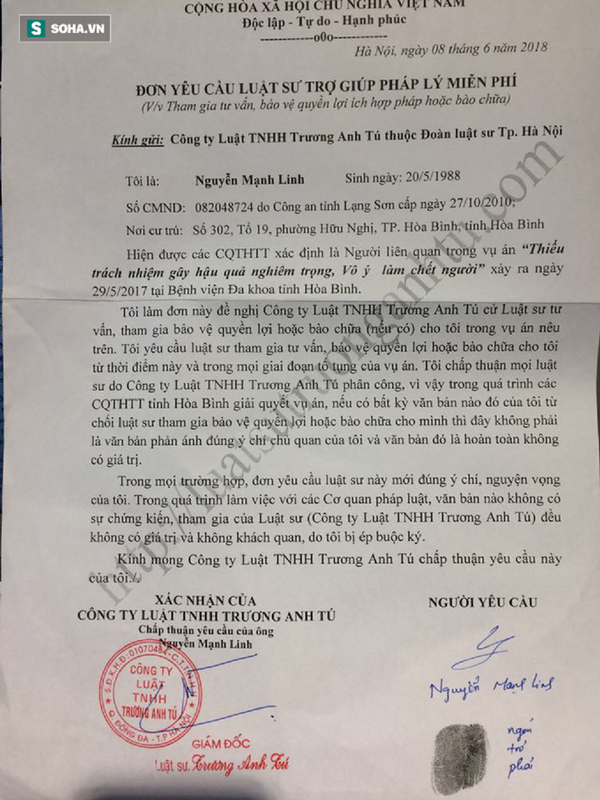 SOHA.VN
CỘNG HÒA XÃ HỘI CHỦ NGHĨA VIỆT NAM
Độc lập - Tự do - Hạnh phúc
------------o0o------------
Hà Nội, ngày 08 tháng 6 năm 2018
ĐƠN YÊU CẦU LUẬT SƯ TRỢ GIÚP PHÁP LÝ MIỄN PHÍ
(V/v Tham gia tư vấn, bảo vệ quyền lợi ích hợp pháp hoặc bào chữa)
Kính gửi: Công ty Luật TNHH Trương Anh Tú thuộc Đoàn luật sư Tp. Hà Nội
Tôi là: Nguyễn Mạnh Linh Sinh ngày: 20/5/1988
Số CMND: 082048724 do Công an tỉnh Lạng Sơn cấp ngày 27/10/2010;
Nơi cư trú: Số 302, Tổ 19, phường Hữu Nghị, TP. Hòa Bình, tỉnh Hòa Bình
Hiện được các CQTHTT xác định là Người liên quan trong vụ án “Thiếu
trách nhiệm gây hậu quả nghiêm trọng, Vô ý làm chết người” xảy ra ngày
29/5/2017 tại Bệnh viện Đa khoa tỉnh Hòa Bình.
Tôi làm đơn này đề nghị Công ty Luật TNHH Trương Anh Tú cử Luật sư tư
vấn, tham gia bảo vệ quyền lợi hoặc bào chữa (nếu có) cho tôi trong vụ án nêu
trên. Tôi yêu cầu luật sư tham gia tư vấn, bảo vệ quyền lợi hoặc bào chữa cho tôi
từ thời điểm này và trong mọi giai đoạn tố tụng của vụ án. Tôi chấp thuận mọi luật
sư do Công ty Luật TNHH Trương Anh Tú phân công, vì vậy trong quá trình các
CQTHTT tỉnh Hòa Bình giải quyết vụ án, nếu có bất kỳ văn bản nào đó của tôi từ
chối luật sư tham gia bảo vệ quyền lợi hoặc bào chữa cho mình thì đây không phải
là văn bản phản ánh đúng ý chí chủ quan của tôi và văn bản đó là hoàn toàn không
có giá trị.
Trong mọi trường hợp, đơn yêu cầu luật sư này mới đúng ý chí, nguyện vọng
của tôi. Trong quá trình làm việc với các Cơ quan pháp luật, văn bản nào không có
sự chứng kiến, tham gia của Luật sư (Công ty Luật TNHH Trương Anh Tú) đều
không có giá trị và không khách quan, do tôi bị ép buộc ký.
Kính mong Công ty Luật TNHH Trương Anh Tú chấp thuận yêu cầu này
của tôi./.
XÁC NHẬN CỦA NGƯỜI YÊU CẦU
CÔNG TY LUẬT TNHH TRƯƠNG ANH TÚ
Chấp thuận yêu cầu của ông
Nguyễn Mạnh Linh
CÔNG TY
LUẬT
TNHH
TRƯƠNG ANH TÚ
Q. ĐỐNG ĐA - T.P HÀ NỘI
Nguyễn Mạnh Linh
ngón
trỏ
phải
GIÁM ĐỐC
Luật sư: Trương Anh Tú
http://luatsutruonganhtu.com